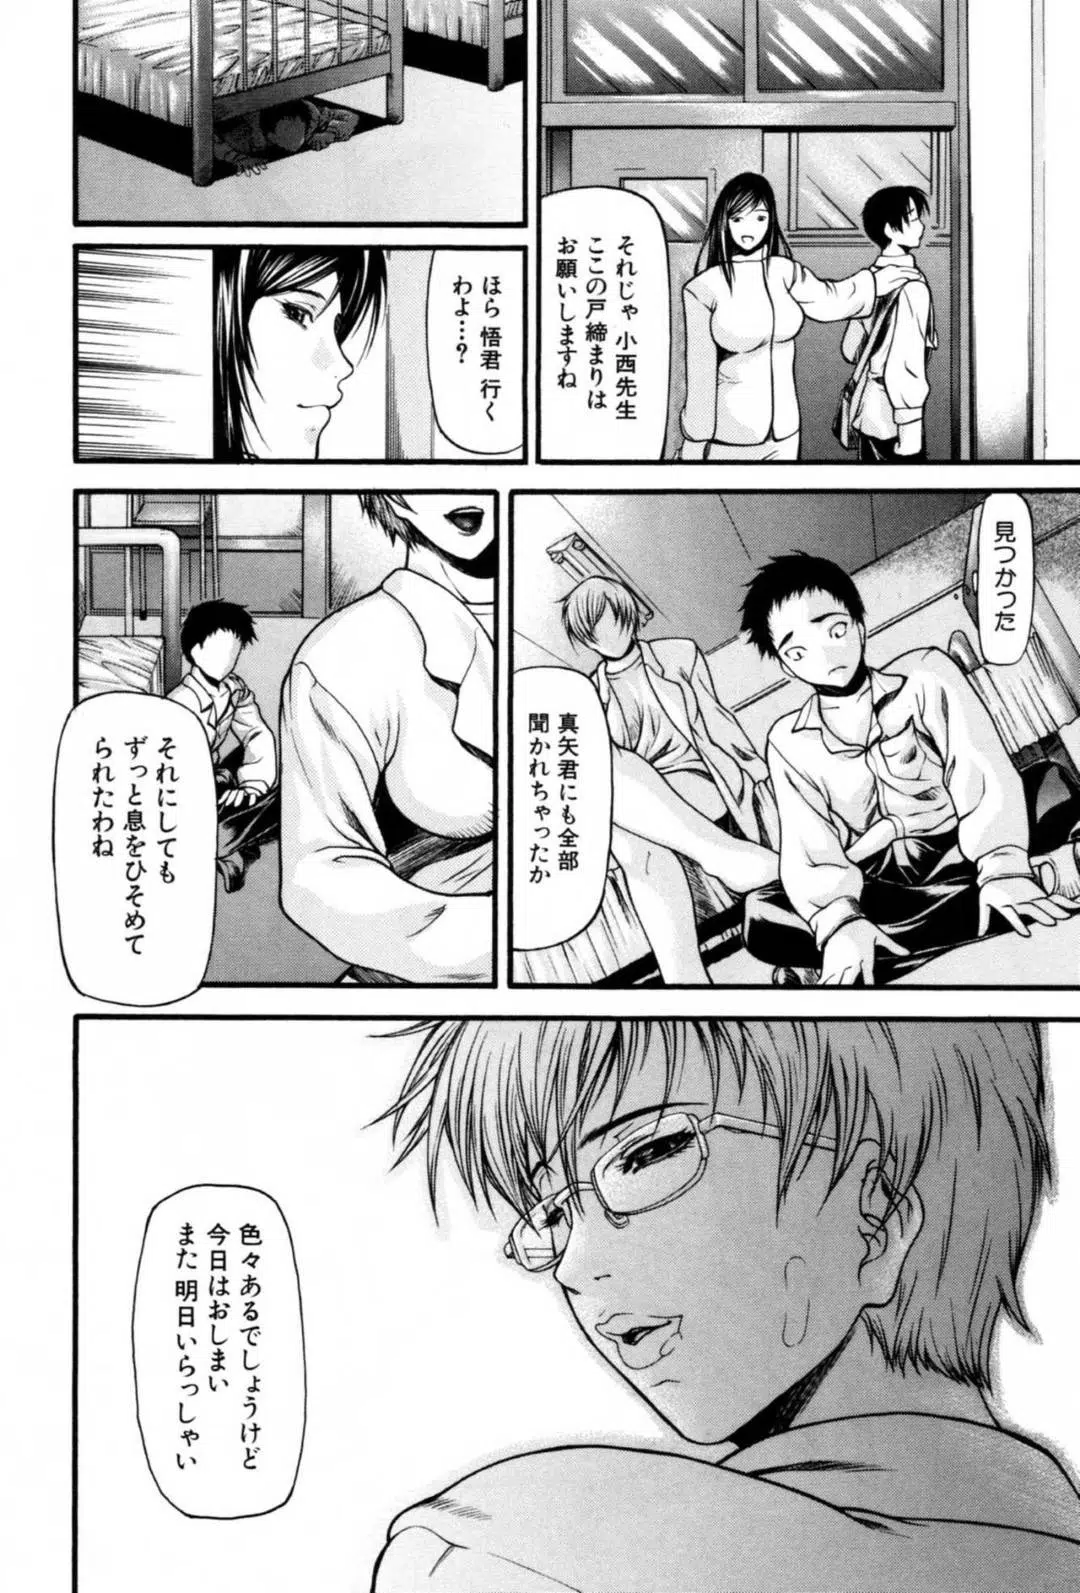 それじゃ 小西先生
ここの戸締まりは
お願いしますね
ほら 悟君 行く
わよ…?
見つかった
真矢君にも全部
聞かれちゃったか
それにしても
ずっと息をひそめて
られたわね
色々あるでしょうけど
今日はおしまい
また 明日いらっしゃい